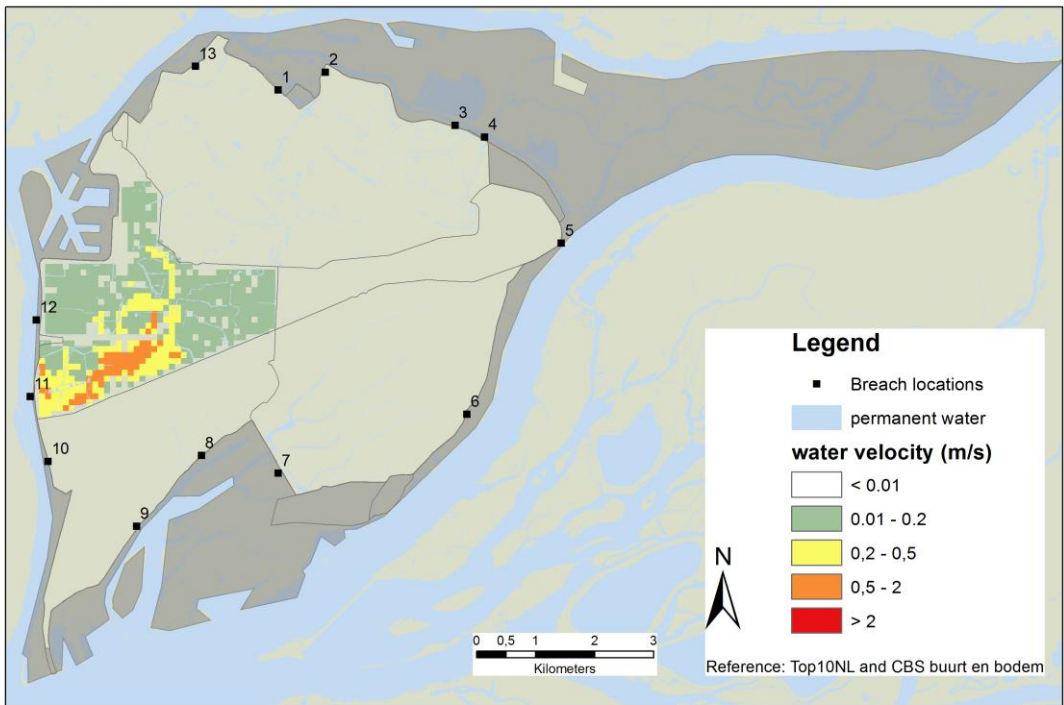 13
1
2
3
4
5
12
11
10
9
8
7
6
Legend
Breach locations
permanent water
water velocity (m/s)
< 0.01
0.01 - 0.2
0,2 - 0,5
0,5 - 2
> 2
N
0 0,5 1 2 3
Kilometers
Reference: Top10NL and CBS buurt en bodem